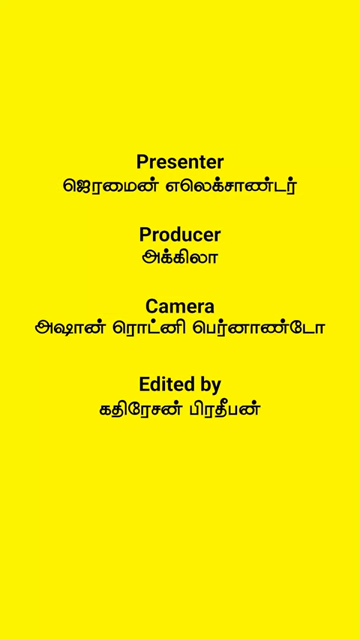 Presenter
ஜெரமைன் எலெக்சாண்டர்
Producer
அக்கிலா
Camera
அஷான் ரொட்னி பெர்னாண்டோ
Edited by
கதிரேசன் பிரதீபன்